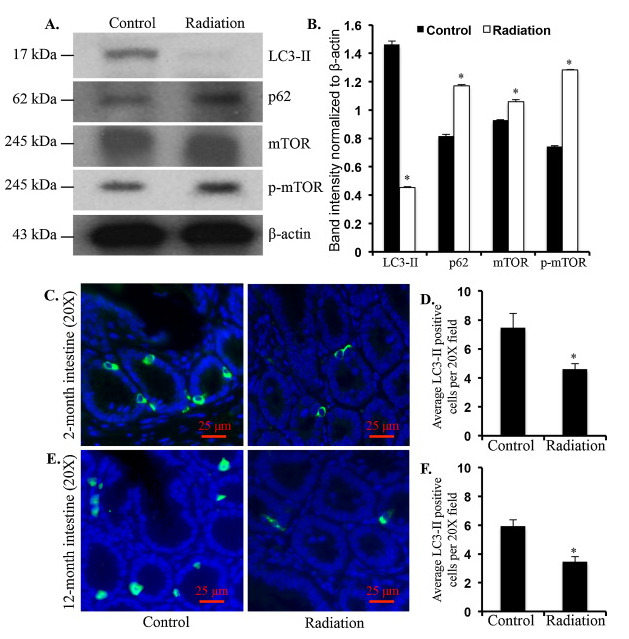 A.
Control Radiation
17 kDa LC3-II
62 kDa p62
245 kDa mTOR
245 kDa p-mTOR
43 kDa β-actin
B.
Control Radiation
Band intensity normalized to β-actin
1.6
1.4
1.2
1
0.8
0.6
0.4
0.2
0
* * * *
LC3-II p62 mTOR p-mTOR
C.
2-month intestine (20X)
25 µm 25 µm
D.
Average LC3-II positive
cells per 20X field
10
8
6
4
2
0
*
Control Radiation
E.
12-month intestine (20X)
25 µm 25 µm
Control Radiation
F.
Average LC3-II positive
cells per 20X field
10
8
6
4
2
0
*
Control Radiation